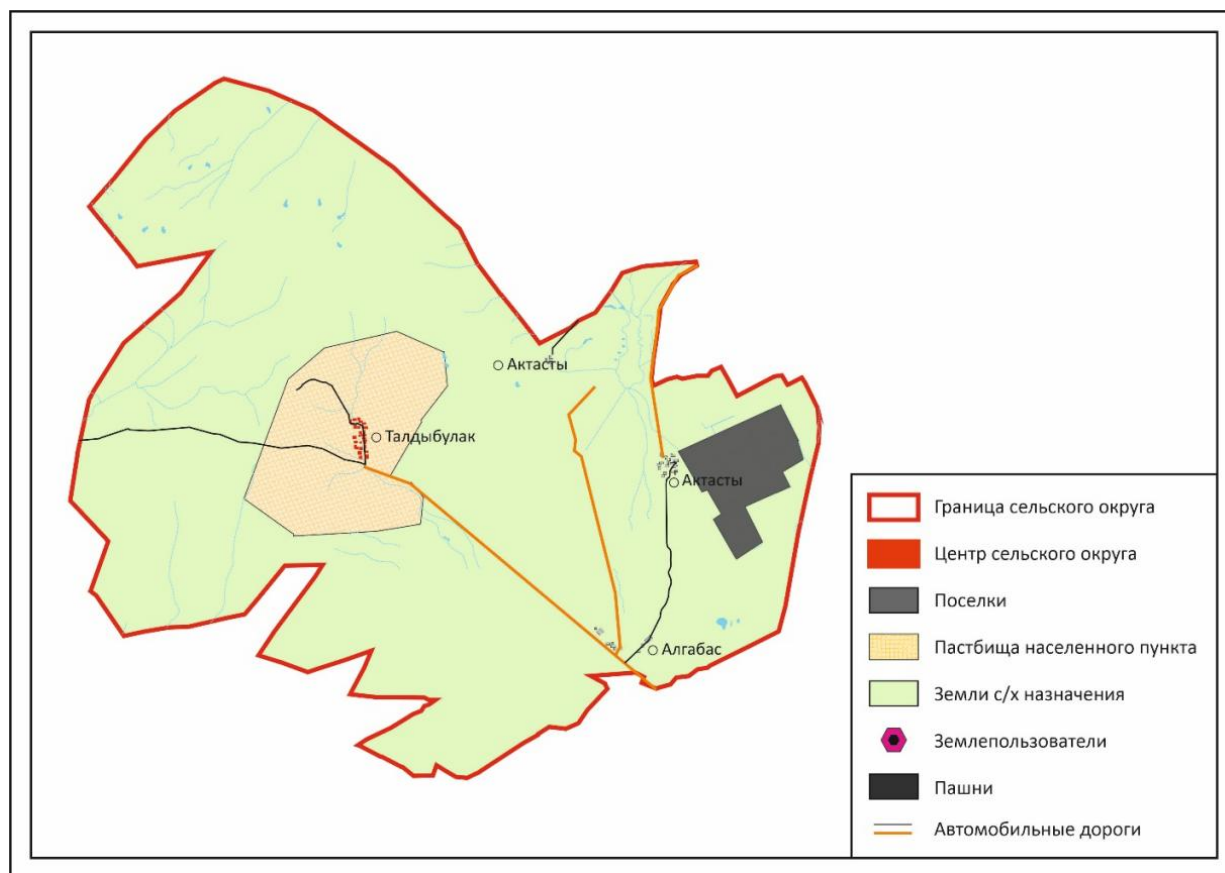 Актасты
Талдыбулак
Актасты
Алгабас
Граница сельского округа
Центр сельского округа
Поселки
Пастбища населенного пункта
Земли с/х назначения
Землепользователи
Пашни
Автомобильные дороги